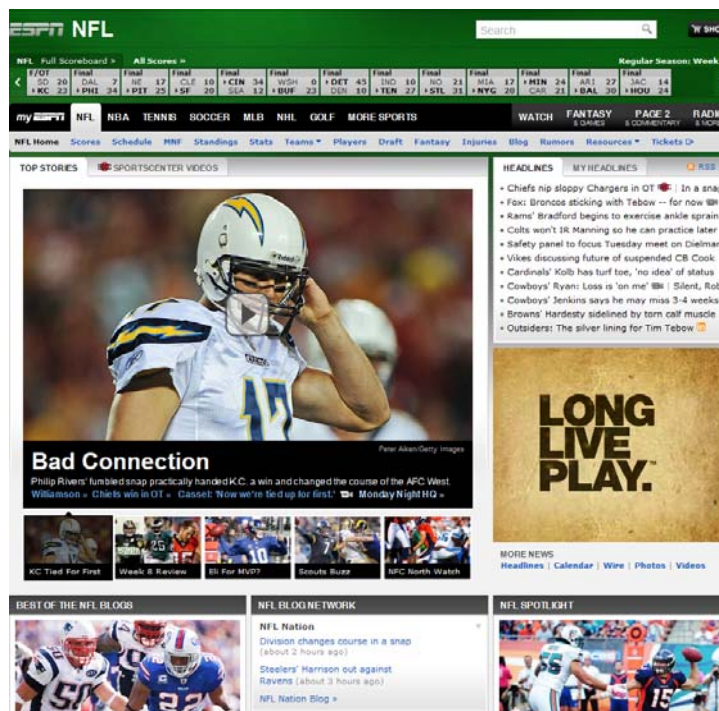 ESPN NFL
Search
SHO
NFL Full Scoreboard » All Scores »
Regular Season: Week
F/OT Final Final Final Final Final Final Final Final Final Final Final
SD 20 DAL 7 NE 17 CLE 10 CIN 34 WSH 0 DET 45 IND 10 NO 21 MIA 17 MIN 24 ARI 27 JAC 14
KC 23 PHI 34 PIT 25 SF 20 SEA 12 BUF 23 DEN 10 TEN 27 STL 31 NYG 20 CAR 21 BAL 30 HOU 24
my ESPN NFL NBA TENNIS SOCCER MLB NHL GOLF MORE SPORTS WATCH FANTASY & GAMES PAGE 2 & COMMENTARY RADI & MOR
NFL Home Scores Schedule MNF Standings Stats Teams Players Draft Fantasy Injuries Blog Rumors Resources Tickets
TOP STORIES SPORTSCENTER VIDEOS
HEADLINES MY HEADLINES RSS
• Chiefs nip sloppy Chargers in OT | In a snap
• Fox: Broncos sticking with Tebow -- for now
• Rams' Bradford begins to exercise ankle sprain
• Colts won't IR Manning so he can practice later
• Safety panel to focus Tuesday meet on Dielmar
• Vikes discussing future of suspended CB Cook
• Cardinals' Kolb has turf toe, 'no idea' of status
• Cowboys' Ryan: Loss is 'on me' | Silent, Rob
• Cowboys' Jenkins says he may miss 3-4 weeks
• Browns' Hardesty sidelined by torn calf muscle
• Outsiders: The silver lining for Tim Tebow
17
Peter Aiken/Getty Images
Bad Connection
Philip Rivers' fumbled snap practically handed K.C. a win and changed the course of the AFC West.
Williamson » Chiefs win in OT » Cassel: 'Now we're tied up for first.' Monday Night HQ »
KC Tied For First
Week 8 Review
Eli For MVP?
Scouts Buzz
NFC North Watch
LONG
LIVE
PLAY.™
MORE NEWS
Headlines | Calendar | Wire | Photos | Videos
BEST OF THE NFL BLOGS
NFL BLOG NETWORK
NFL Nation
Division changes course in a snap
(about 2 hours ago)
Steelers' Harrison out against
Ravens (about 3 hours ago)
NFL Nation Blog »
NFL SPOTLIGHT
50
22
55
15